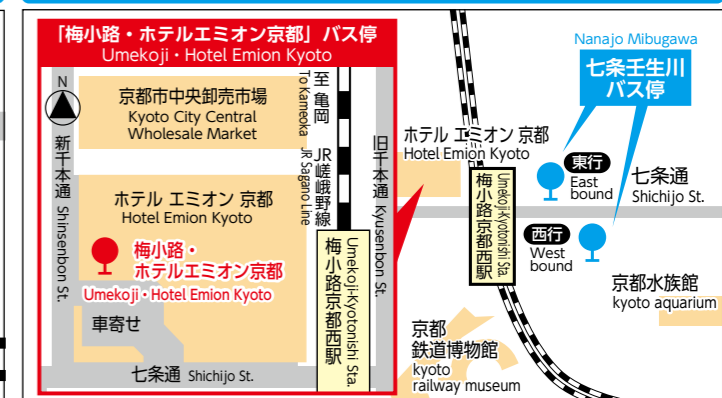 「梅小路・ホテルエミオン京都」バス停
Umekoji・Hotel Emion Kyoto
N
京都市中央卸売市場
Kyoto City Central
Wholesale Market
新千本通 Shinsenbon St.
ホテル エミオン 京都
Hotel Emion Kyoto
梅小路・
ホテルエミオン京都
Umekoji・Hotel Emion Kyoto
車寄せ
七条通 Shichijo St.
至 亀岡
To Kameoka
JR嵯峨野線
JR Sagano Line
旧千本通 Kyusenbon St.
梅小路京都西駅
Umekoji-Kyotonishi Sta.
Nanajo Mibugawa
七条壬生川
バス停
ホテル エミオン 京都
Hotel Emion Kyoto
梅小路京都西駅
Umekoji-Kyotonishi Sta.
東行
East
bound
七条通
Shichijo St.
西行
West
bound
京都水族館
kyoto aquarium
京都
鉄道博物館
kyoto
railway museum